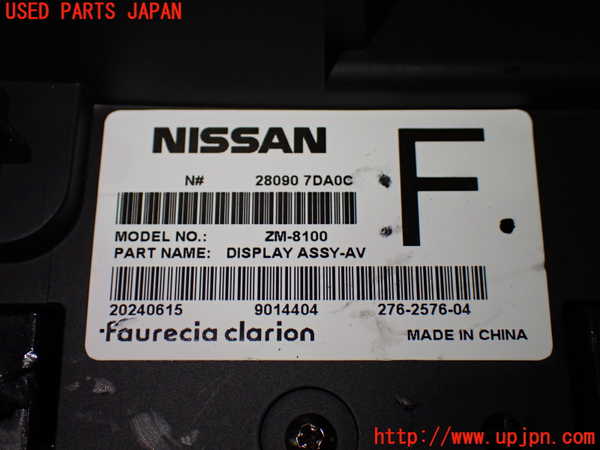 USED PARTS JAPAN
NISSAN
F
N# 28090 7DA0C
MODEL NO.: ZM-8100
PART NAME: DISPLAY ASSY-AV
20240615 9014404 276-2576-04
faurecia clarion MADE IN CHINA
http://www.upjpn.com/